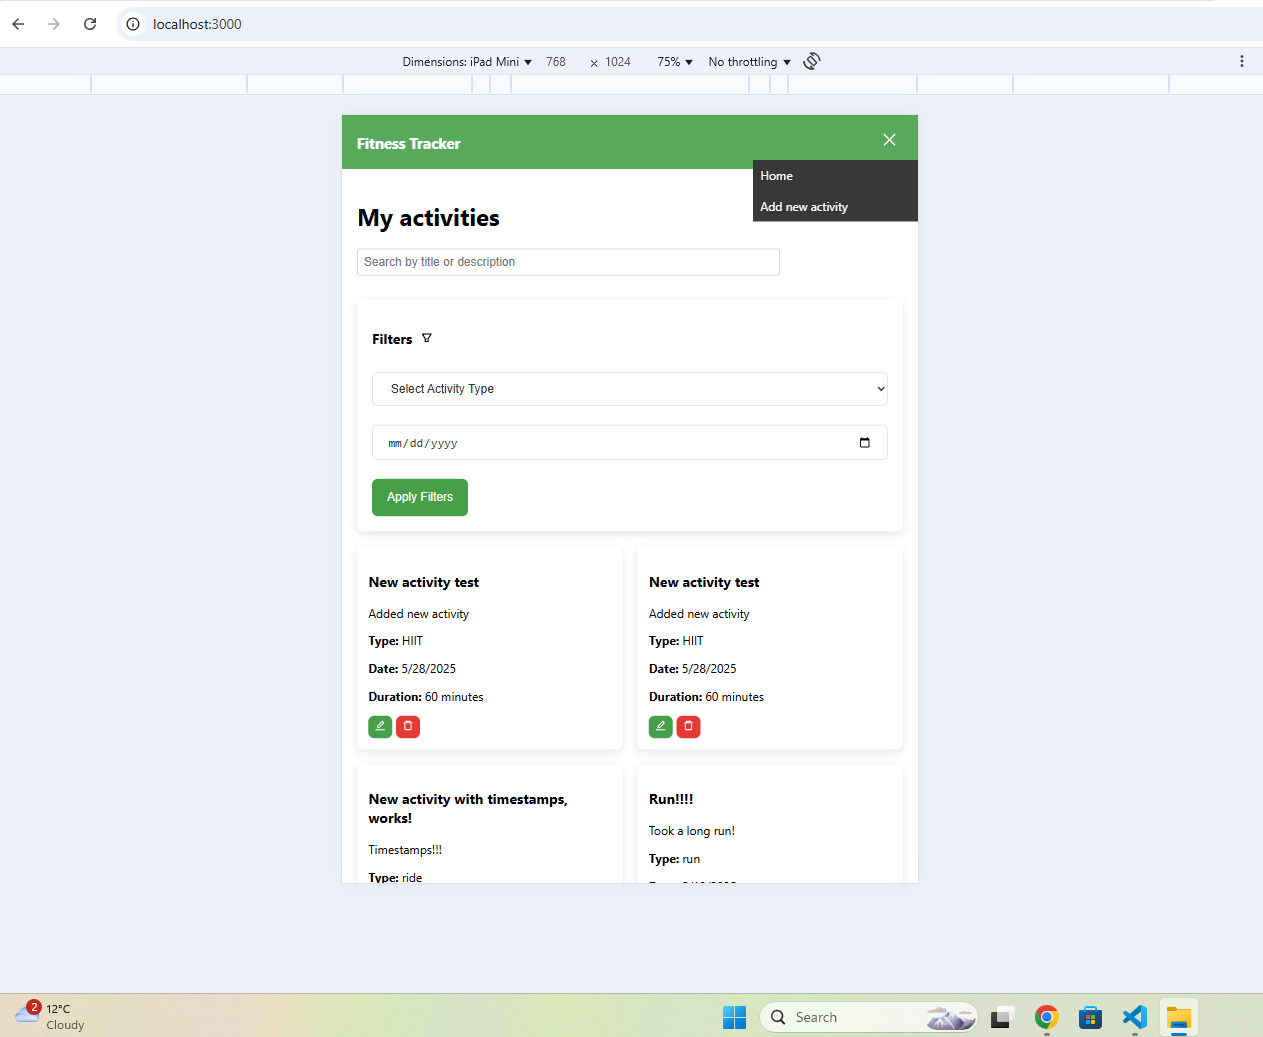 localhost:3000
Dimensions: iPad Mini 768 × 1024 75% No throttling
Fitness Tracker
Home
Add new activity
My activities
Search by title or description
Filters
Select Activity Type
mm/dd/yyyy
Apply Filters
New activity test
Added new activity
Type: HIIT
Date: 5/28/2025
Duration: 60 minutes
New activity test
Added new activity
Type: HIIT
Date: 5/28/2025
Duration: 60 minutes
New activity with timestamps,
works!
Timestamps!!!
Type: ride
Run!!!!
Took a long run!
Type: run
2
12°C
Cloudy
Search